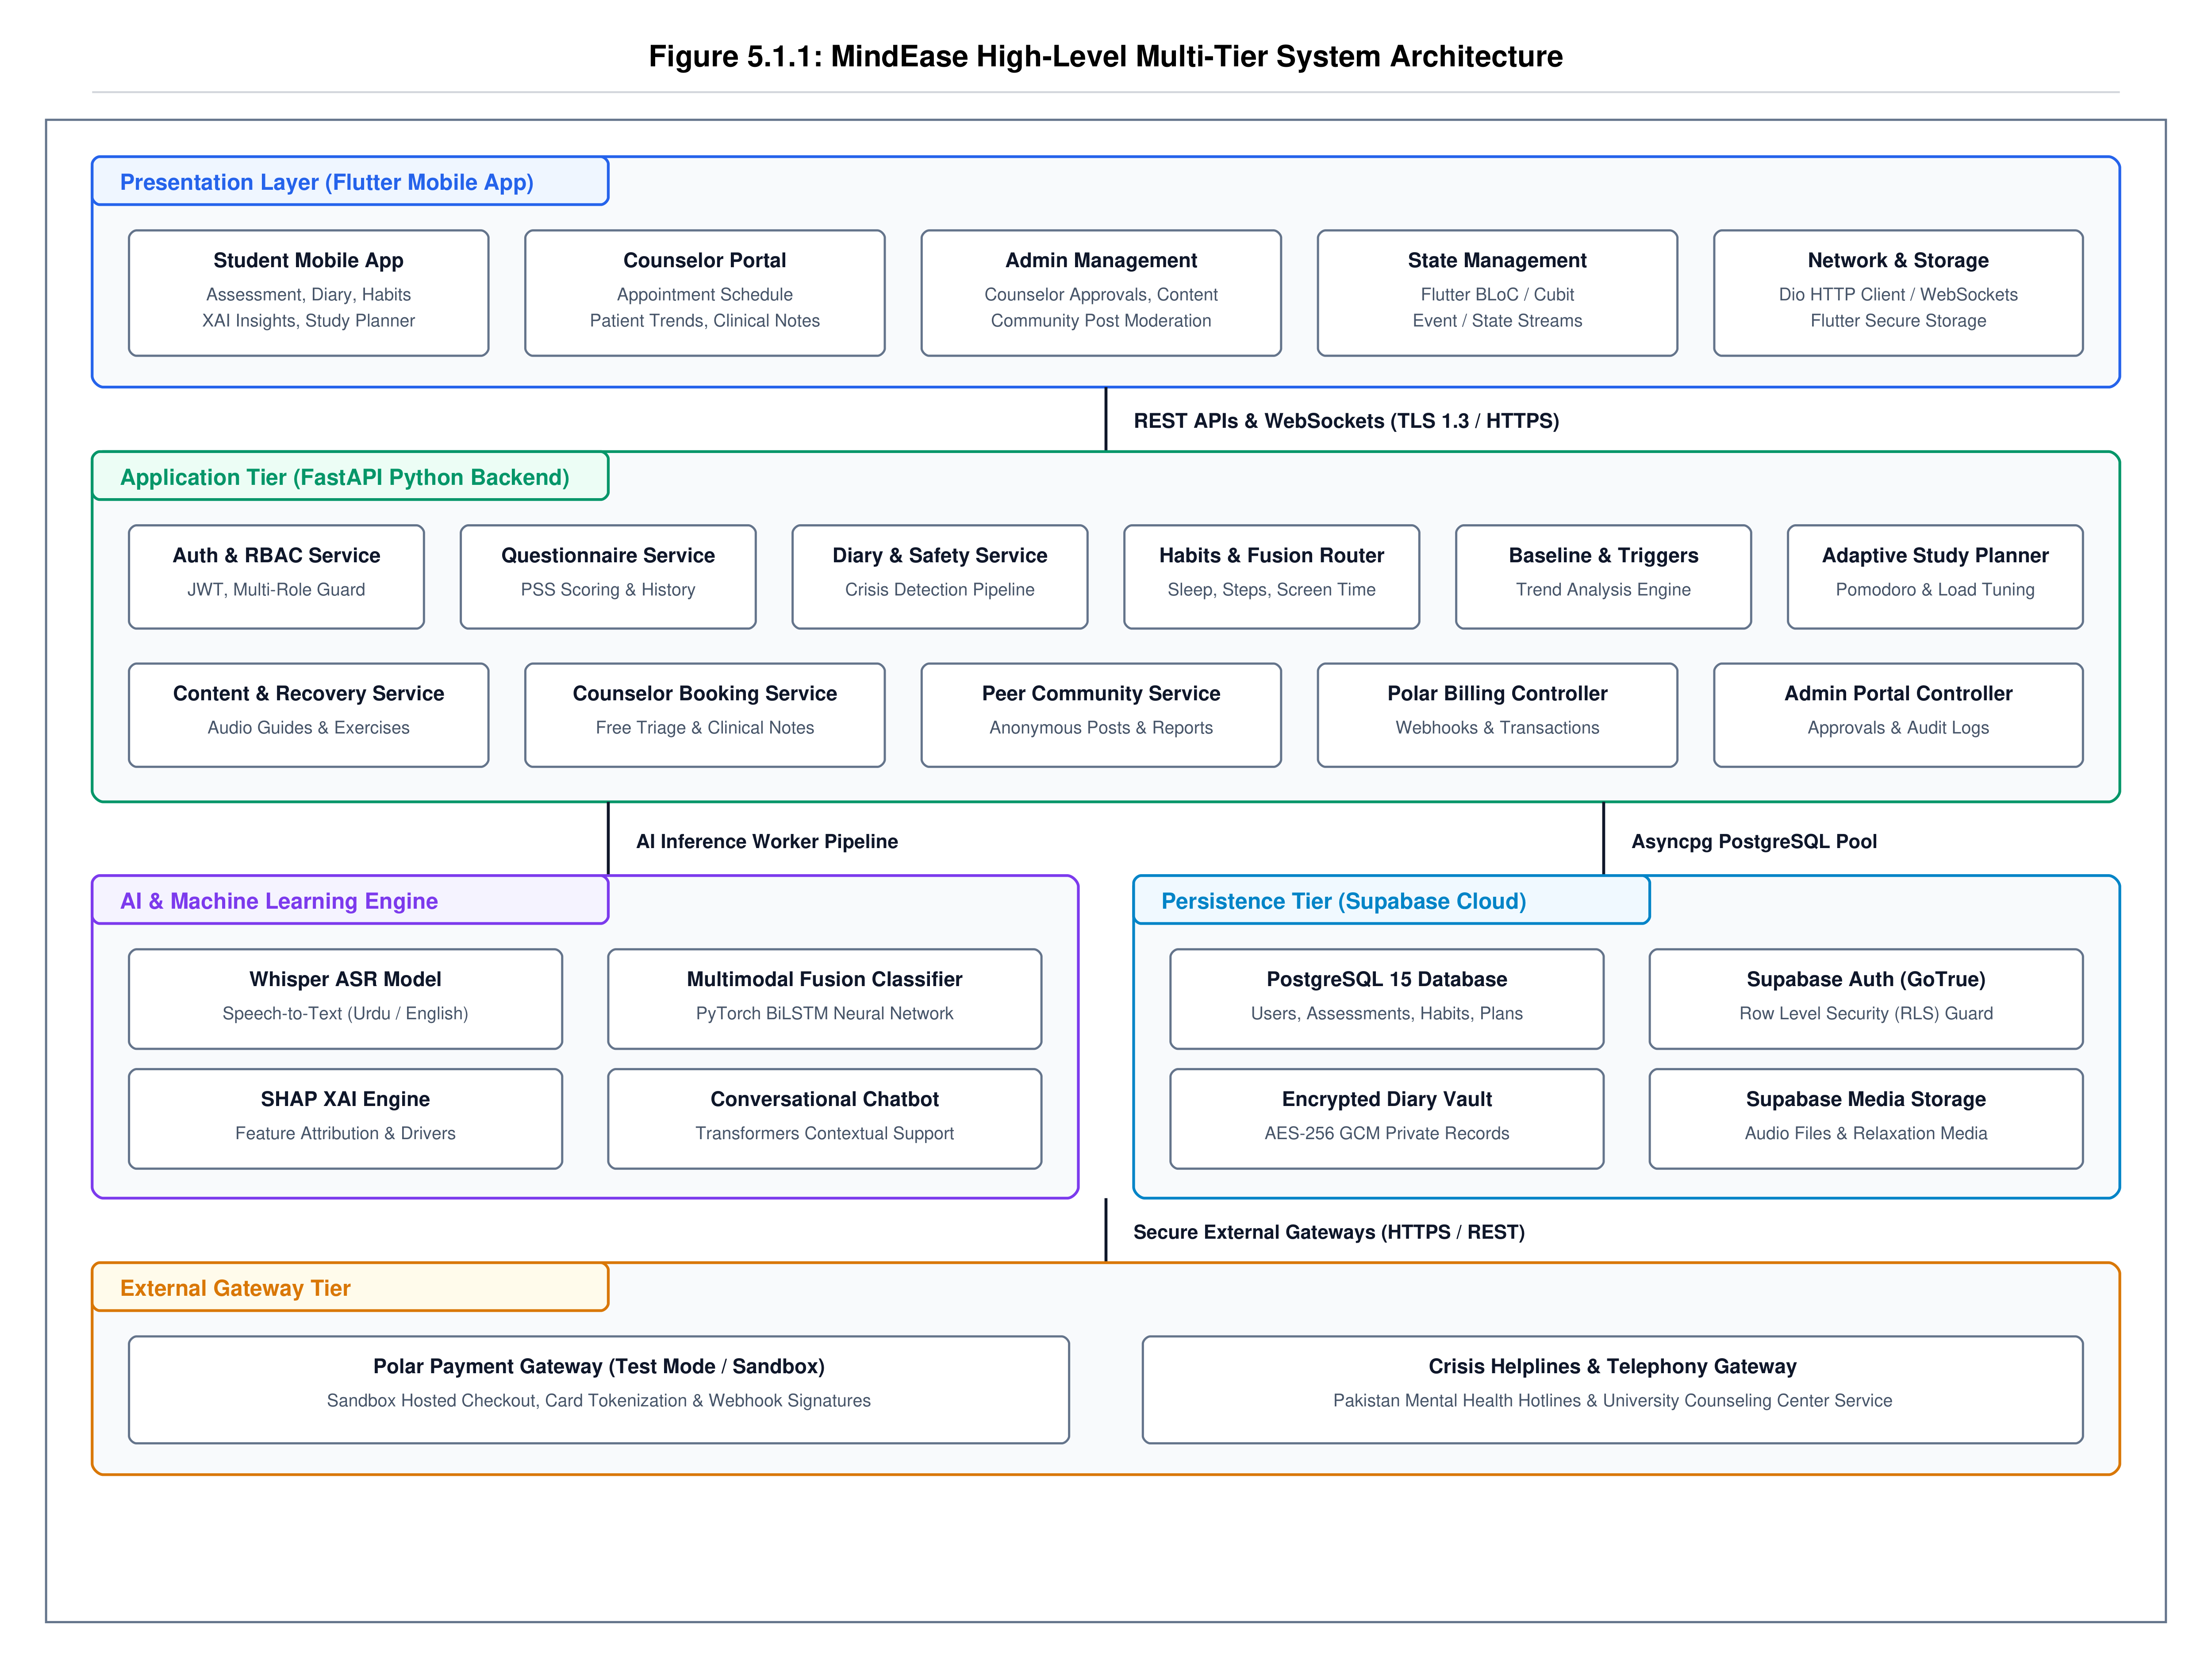 Figure 5.1.1: MindEase High-Level Multi-Tier System Architecture
Presentation Layer (Flutter Mobile App)
Student Mobile App
Assessment, Diary, Habits
XAI Insights, Study Planner
Counselor Portal
Appointment Schedule
Patient Trends, Clinical Notes
Admin Management
Counselor Approvals, Content
Community Post Moderation
State Management
Flutter BLoC / Cubit
Event / State Streams
Network & Storage
Dio HTTP Client / WebSockets
Flutter Secure Storage
REST APIs & WebSockets (TLS 1.3 / HTTPS)
Application Tier (FastAPI Python Backend)
Auth & RBAC Service
JWT, Multi-Role Guard
Questionnaire Service
PSS Scoring & History
Diary & Safety Service
Crisis Detection Pipeline
Habits & Fusion Router
Sleep, Steps, Screen Time
Baseline & Triggers
Trend Analysis Engine
Adaptive Study Planner
Pomodoro & Load Tuning
Content & Recovery Service
Audio Guides & Exercises
Counselor Booking Service
Free Triage & Clinical Notes
Peer Community Service
Anonymous Posts & Reports
Polar Billing Controller
Webhooks & Transactions
Admin Portal Controller
Approvals & Audit Logs
AI Inference Worker Pipeline
Asyncpg PostgreSQL Pool
AI & Machine Learning Engine
Whisper ASR Model
Speech-to-Text (Urdu / English)
Multimodal Fusion Classifier
PyTorch BiLSTM Neural Network
SHAP XAI Engine
Feature Attribution & Drivers
Conversational Chatbot
Transformers Contextual Support
Persistence Tier (Supabase Cloud)
PostgreSQL 15 Database
Users, Assessments, Habits, Plans
Supabase Auth (GoTrue)
Row Level Security (RLS) Guard
Encrypted Diary Vault
AES-256 GCM Private Records
Supabase Media Storage
Audio Files & Relaxation Media
Secure External Gateways (HTTPS / REST)
External Gateway Tier
Polar Payment Gateway (Test Mode / Sandbox)
Sandbox Hosted Checkout, Card Tokenization & Webhook Signatures
Crisis Helplines & Telephony Gateway
Pakistan Mental Health Hotlines & University Counseling Center Service